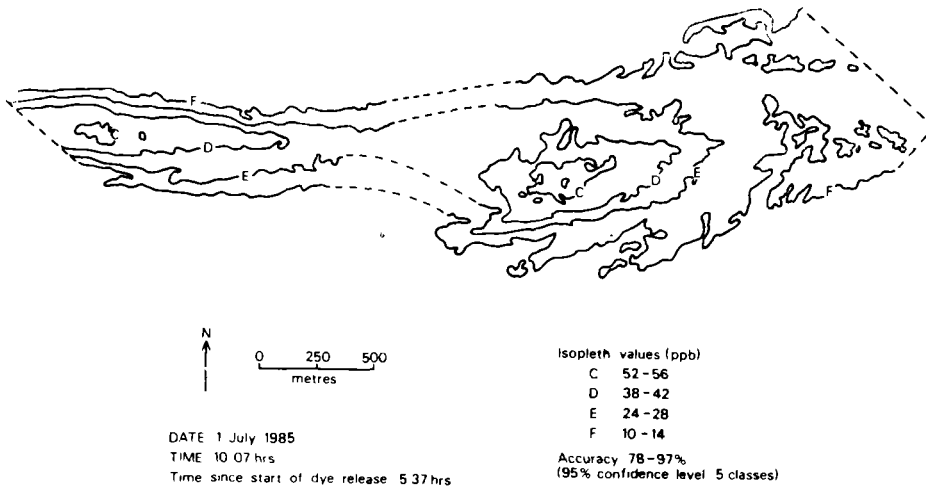 F
C
D
E
C
D
E
F
N
0 250 500
metres
DATE 1 July 1985
TIME 10 07 hrs
Time since start of dye release 5 37 hrs
Isopleth values (ppb)
C 52-56
D 38-42
E 24-28
F 10-14
Accuracy 78-97%
(95% confidence level 5 classes)